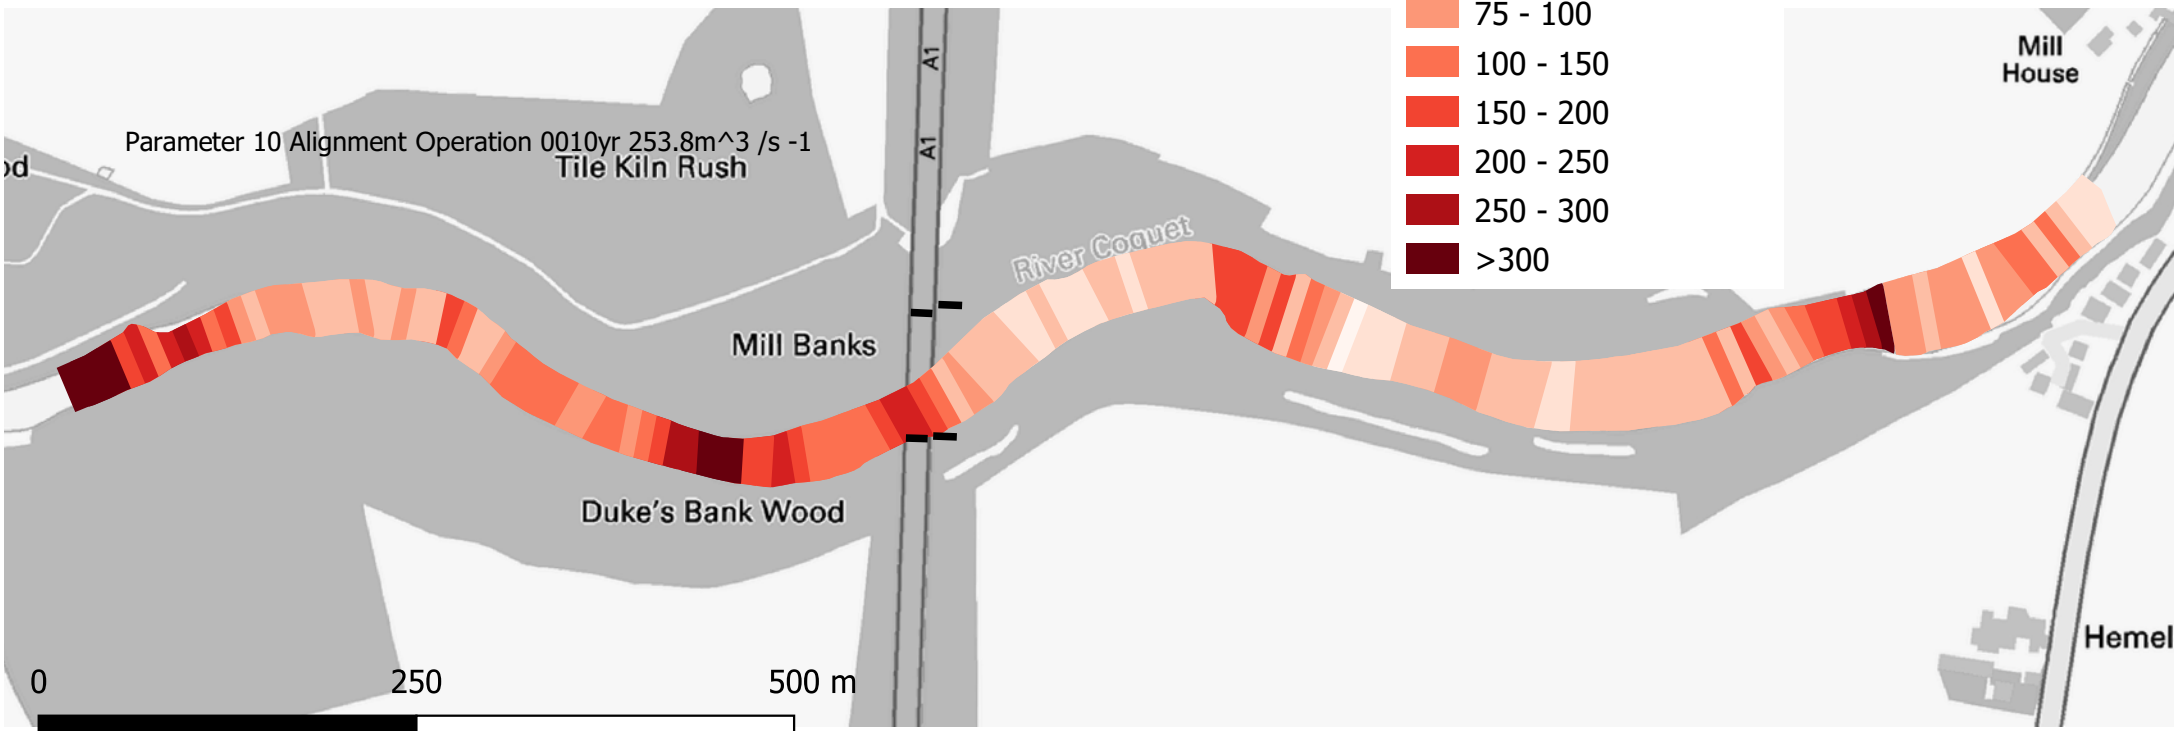 75 - 100
100 - 150
150 - 200
200 - 250
250 - 300
>300
Mill
House
A1
A1
Parameter 10 Alignment Operation 0010yr 253.8m^3 /s -1
od
Tile Kiln Rush
River Coquet
Mill Banks
Duke's Bank Wood
Hemel
0 250 500 m